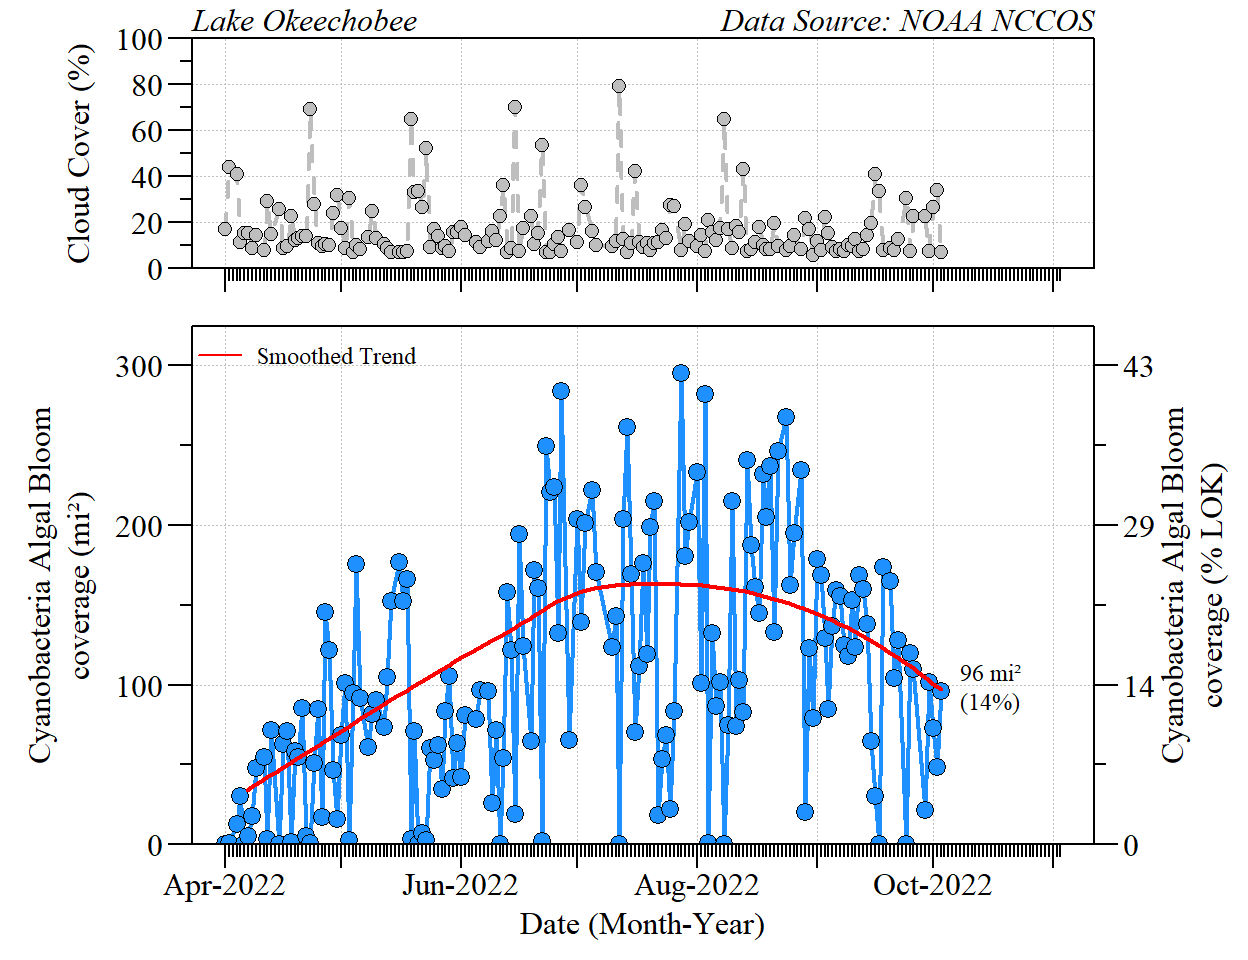 Lake Okeechobee
Data Source: NOAA NCCOS
Cloud Cover (%)
100
80
60
40
20
0
Smoothed Trend
Cyanobacteria Algal Bloom
coverage (mi²)
300
200
100
0
43
29
14
0
Cyanobacteria Algal Bloom
coverage (% LOK)
96 mi²
(14%)
Apr-2022
Jun-2022
Aug-2022
Oct-2022
Date (Month-Year)